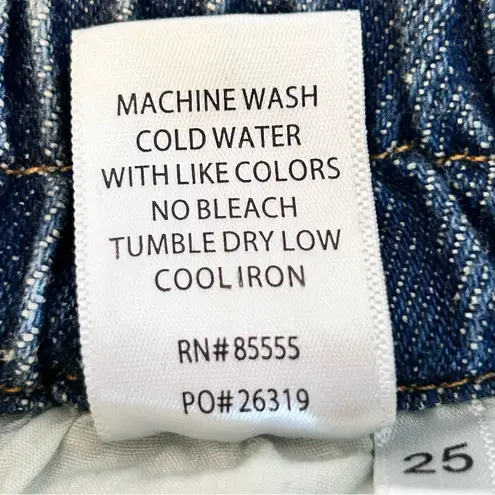 MACHINE WASH
COLD WATER
WITH LIKE COLORS
NO BLEACH
TUMBLE DRY LOW
COOL IRON
RN# 85555
PO# 26319
25